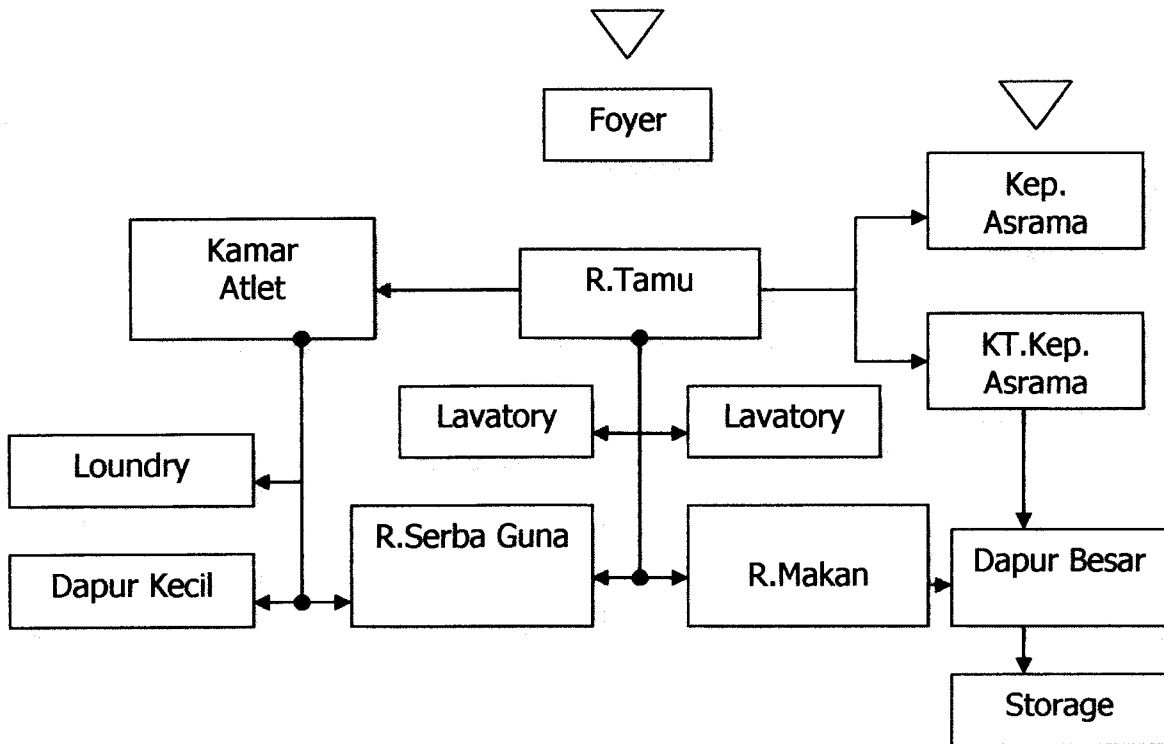 Foyer
Kep.
Asrama
Kamar
Atlet
R.Tamu
KT.Kep.
Asrama
Lavatory
Lavatory
Loundry
R.Serba Guna
R.Makan
Dapur Besar
Dapur Kecil
Storage